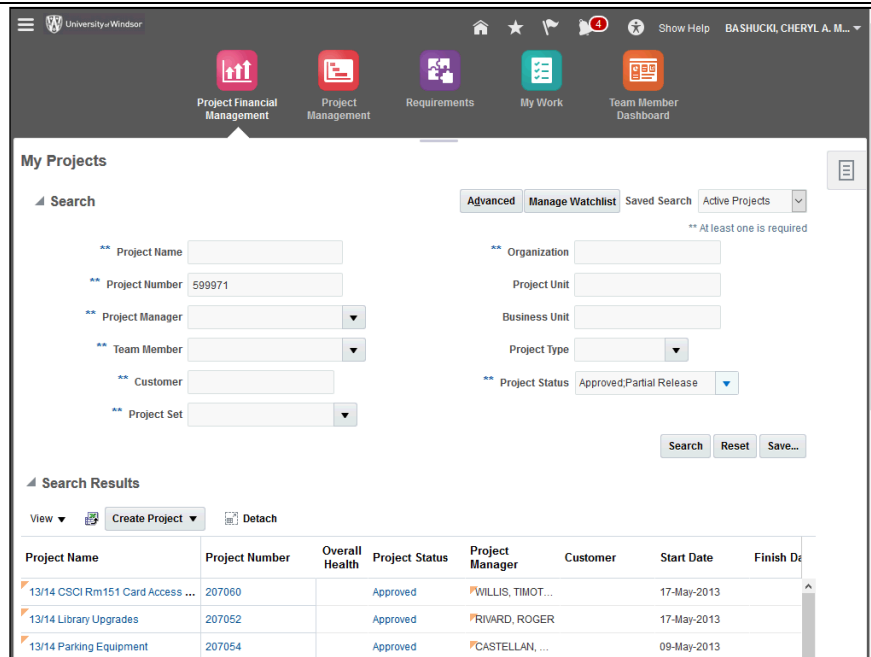 University of Windsor
4
Show Help
BASHUCKI, CHERYL A. M...
Project Financial Management
Project Management
Requirements
My Work
Team Member Dashboard
My Projects
Search
Advanced
Manage Watchlist
Saved Search
Active Projects
** At least one is required
** Project Name
** Organization
** Project Number
599971
Project Unit
** Project Manager
Business Unit
** Team Member
Project Type
** Customer
** Project Status
Approved;Partial Release
** Project Set
Search
Reset
Save...
Search Results
View
Create Project
Detach
Project Name
Project Number
Overall Health
Project Status
Project Manager
Customer
Start Date
Finish Da
13/14 CSCI Rm151 Card Access ...
207060
Approved
WILLIS, TIMOT...
17-May-2013
13/14 Library Upgrades
207052
Approved
RIVARD, ROGER
17-May-2013
13/14 Parking Equipment
207054
Approved
CASTELLAN, ...
09-May-2013